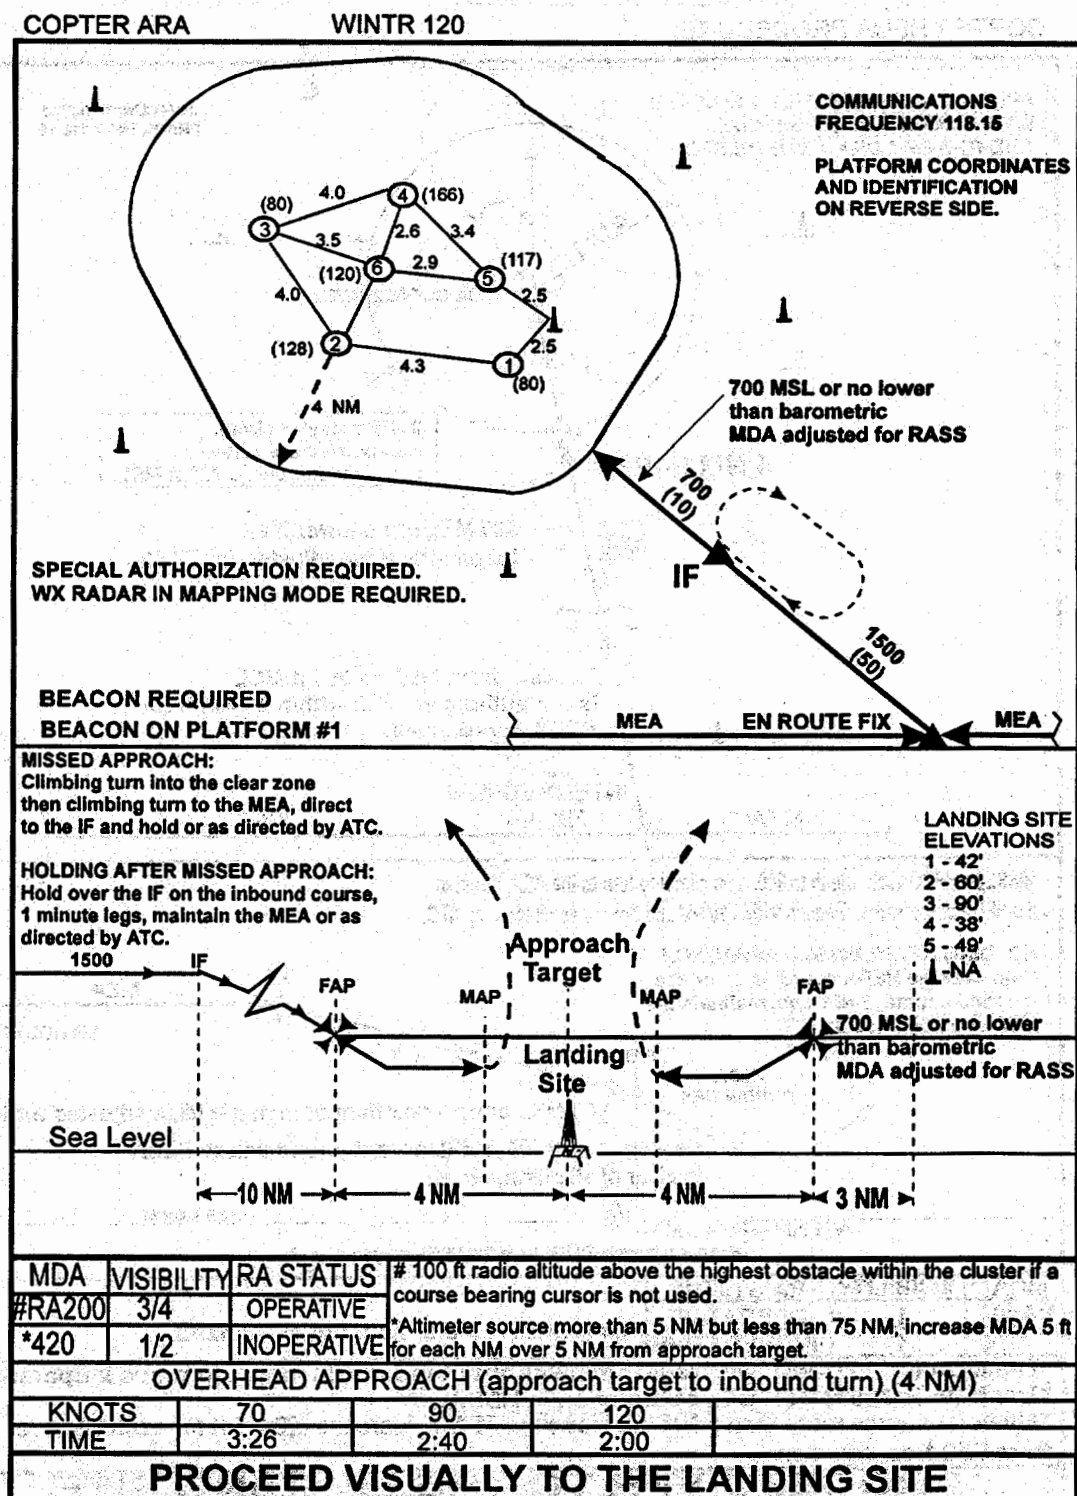 COPTER ARA WINTR 120
COMMUNICATIONS
FREQUENCY 118.15
PLATFORM COORDINATES
AND IDENTIFICATION
ON REVERSE SIDE.
4.0
4
(166)
(80)
3
3.5
2.6
3.4
6
(120)
2.9
5
(117)
4.0
2.5
2
(128)
4.3
2.5
1
(80)
4 NM
700 MSL or no lower
than barometric
MDA adjusted for RASS
700
(10)
IF
1500
(50)
SPECIAL AUTHORIZATION REQUIRED.
WX RADAR IN MAPPING MODE REQUIRED.
BEACON REQUIRED
BEACON ON PLATFORM #1
MEA EN ROUTE FIX MEA
MISSED APPROACH:
Climbing turn into the clear zone
then climbing turn to the MEA, direct
to the IF and hold or as directed by ATC.
HOLDING AFTER MISSED APPROACH:
Hold over the IF on the inbound course,
1 minute legs, maintain the MEA or as
directed by ATC.
LANDING SITE
ELEVATIONS
1 - 42'
2 - 60'
3 - 90'
4 - 38'
5 - 49'
-NA
1500 IF
FAP
MAP
Approach
Target
MAP
FAP
700 MSL or no lower
than barometric
MDA adjusted for RASS
Landing
Site
Sea Level
10 NM 4 NM 4 NM 3 NM
MDA VISIBILITY RA STATUS
#RA200 3/4 OPERATIVE
*420 1/2 INOPERATIVE
# 100 ft radio altitude above the highest obstacle within the cluster if a
course bearing cursor is not used.
*Altimeter source more than 5 NM but less than 75 NM, increase MDA 5 ft
for each NM over 5 NM from approach target.
OVERHEAD APPROACH (approach target to inbound turn) (4 NM)
KNOTS 70 90 120
TIME 3:26 2:40 2:00
PROCEED VISUALLY TO THE LANDING SITE